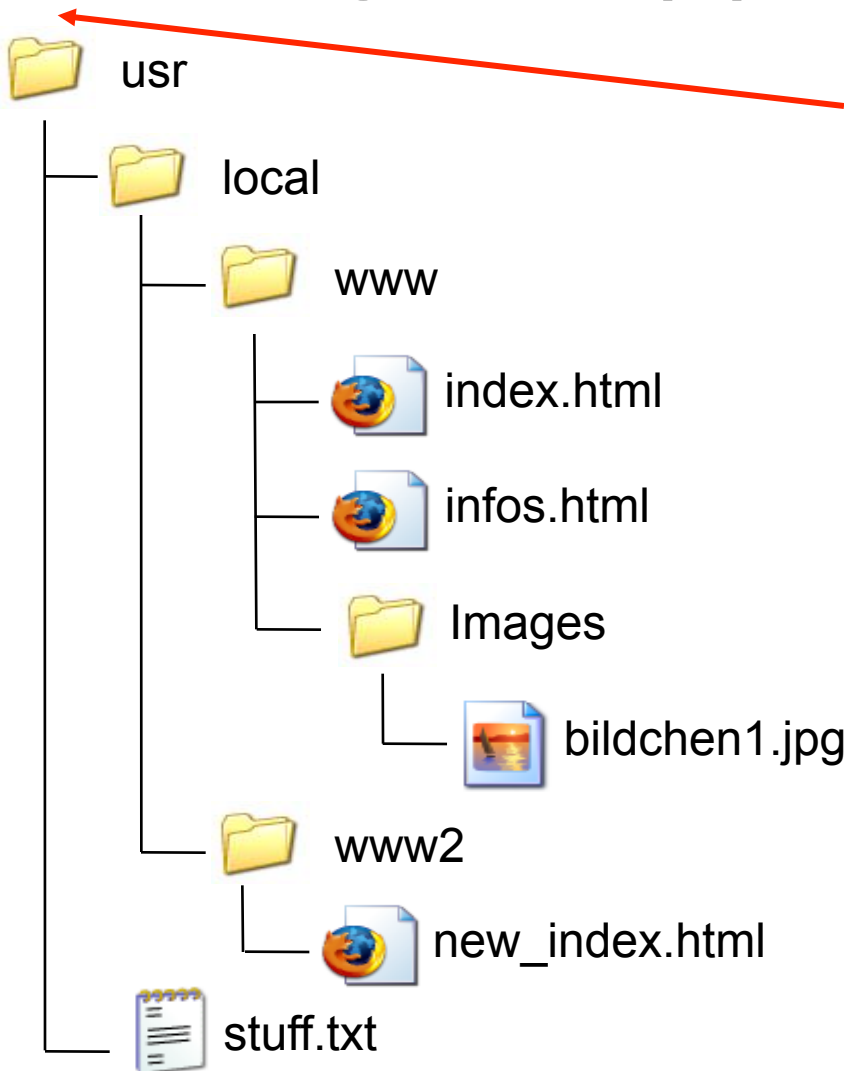 usr
local
www
index.html
infos.html
Images
bildchen1.jpg
www2
new_index.html
stuff.txt